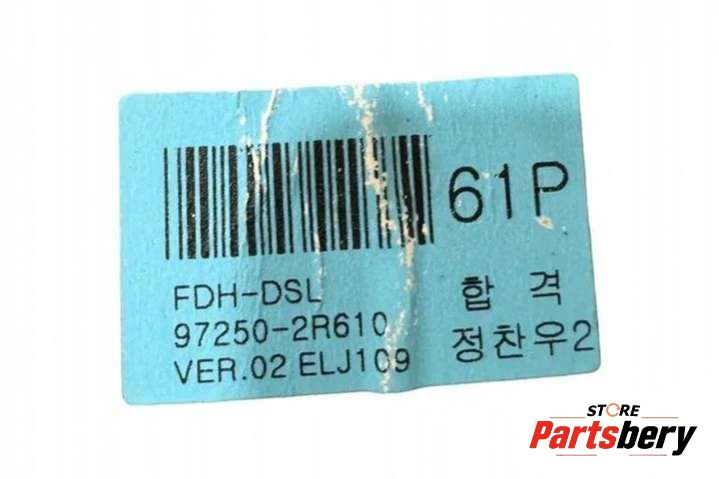 61P
FDH-DSL
97250-2R610
VER.02 ELJ109
합 격
정찬우2
STORE
Partsbery